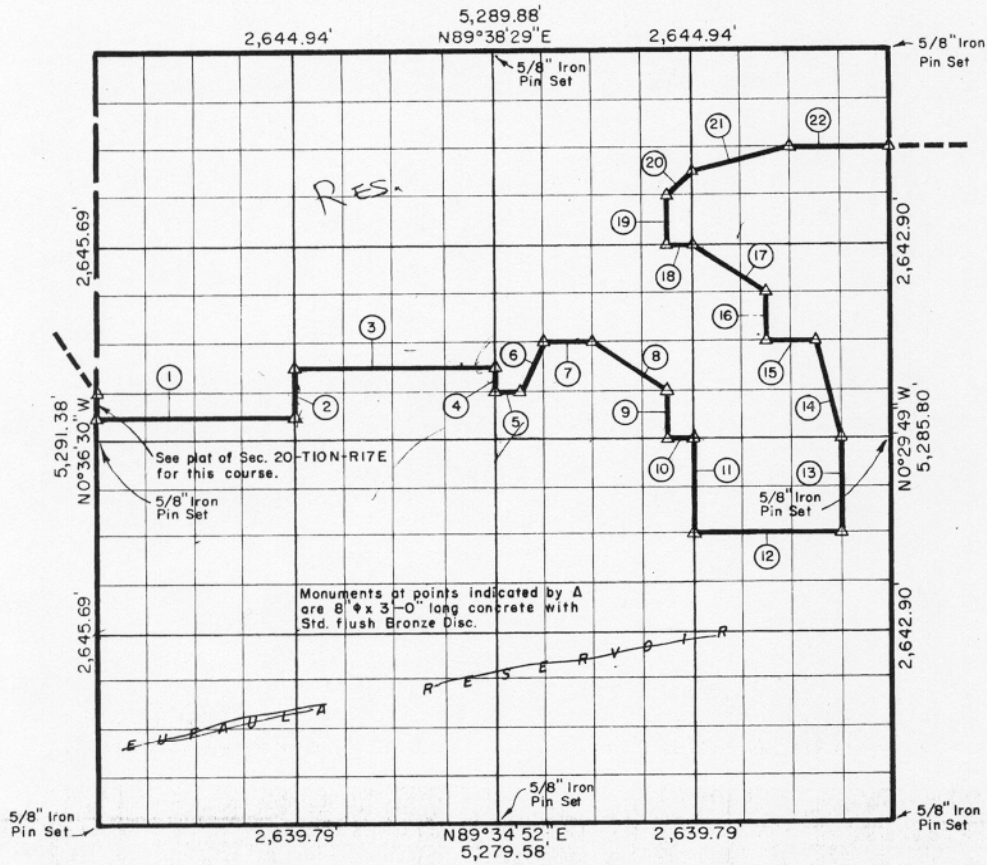 5,289.88'
2,644.94' N89°38'29"E 2,644.94'
5/8" Iron
Pin Set
5/8" Iron
Pin Set
22
21
20
RES.
19
2,645.69'
2,642.90'
18
17
16
3
6
7
8
15
1
2
4
5
9
14
5,291.38'
N0°36'30"W
See plat of Sec. 20-T10N-R17E
for this course.
10
11
13
N0°29'49"W
5,285.80'
5/8" Iron
Pin Set
5/8" Iron
Pin Set
12
Monuments at points indicated by Δ
are 8"Φ x 3'-0" long concrete with
Std. flush Bronze Disc.
2,645.69'
2,642.90'
EUPAULA RESERVOIR
5/8" Iron
Pin Set
5/8" Iron
Pin Set
5/8" Iron
Pin Set
2,639.79' N89°34'52"E 2,639.79'
5,279.58'